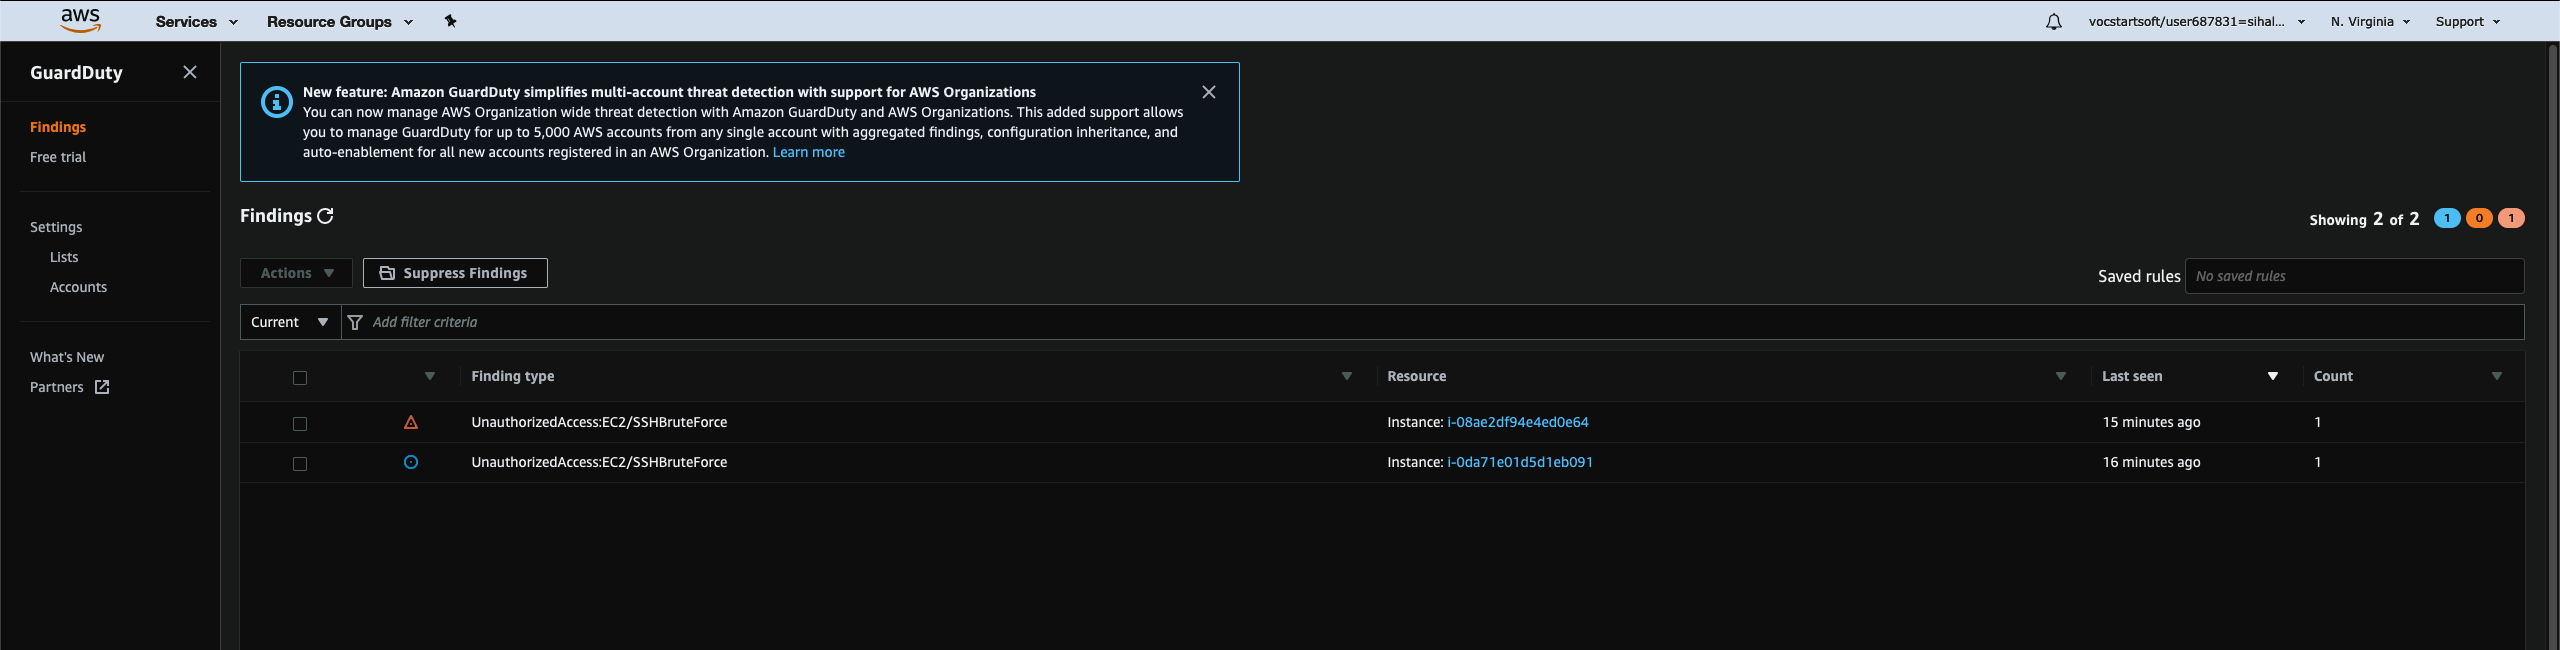 aws Services Resource Groups vocstartsoft/user687831=sihal... N. Virginia Support
GuardDuty
Findings
Free trial
Settings
Lists
Accounts
What's New
Partners
New feature: Amazon GuardDuty simplifies multi-account threat detection with support for AWS Organizations
You can now manage AWS Organization wide threat detection with Amazon GuardDuty and AWS Organizations. This added support allows
you to manage GuardDuty for up to 5,000 AWS accounts from any single account with aggregated findings, configuration inheritance, and
auto-enablement for all new accounts registered in an AWS Organization. Learn more
Findings Showing 2 of 2 1 0 1
Actions Suppress Findings Saved rules No saved rules
Current Add filter criteria
Finding type Resource Last seen Count
UnauthorizedAccess:EC2/SSHBruteForce Instance: i-08ae2df94e4ed0e64 15 minutes ago 1
UnauthorizedAccess:EC2/SSHBruteForce Instance: i-0da71e01d5d1eb091 16 minutes ago 1